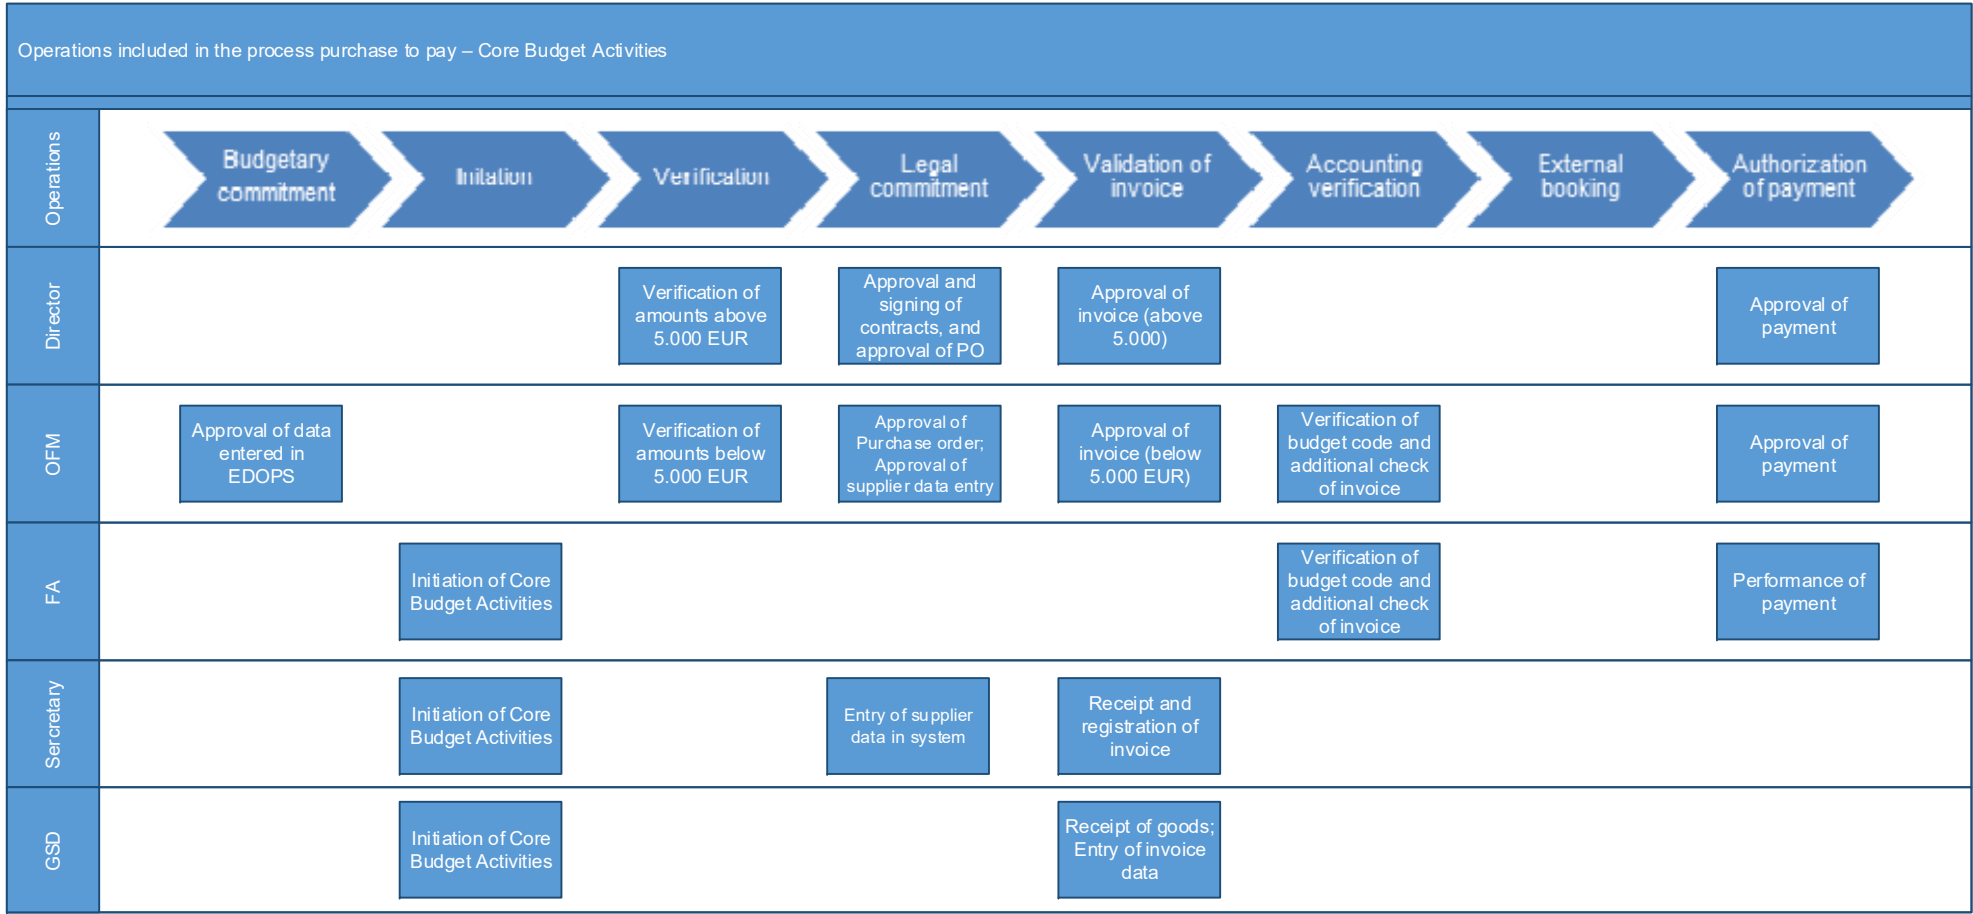 Operations included in the process purchase to pay – Core Budget Activities
Operations
Budgetary
commitment
Initation
Verification
Legal
commitment
Validation of
invoice
Accounting
verification
External
booking
Authorization
of payment
Director
Verification of
amounts above
5.000 EUR
Approval and
signing of
contracts, and
approval of PO
Approval of
invoice (above
5.000)
Approval of
payment
OFM
Approval of data
entered in
EDOPS
Verification of
amounts below
5.000 EUR
Approval of
Purchase order;
Approval of
supplier data entry
Approval of
invoice (below
5.000 EUR)
Verification of
budget code and
additional check
of invoice
Approval of
payment
FA
Initiation of Core
Budget Activities
Verification of
budget code and
additional check
of invoice
Performance of
payment
Sercretary
Initiation of Core
Budget Activities
Entry of supplier
data in system
Receipt and
registration of
invoice
GSD
Initiation of Core
Budget Activities
Receipt of goods;
Entry of invoice
data